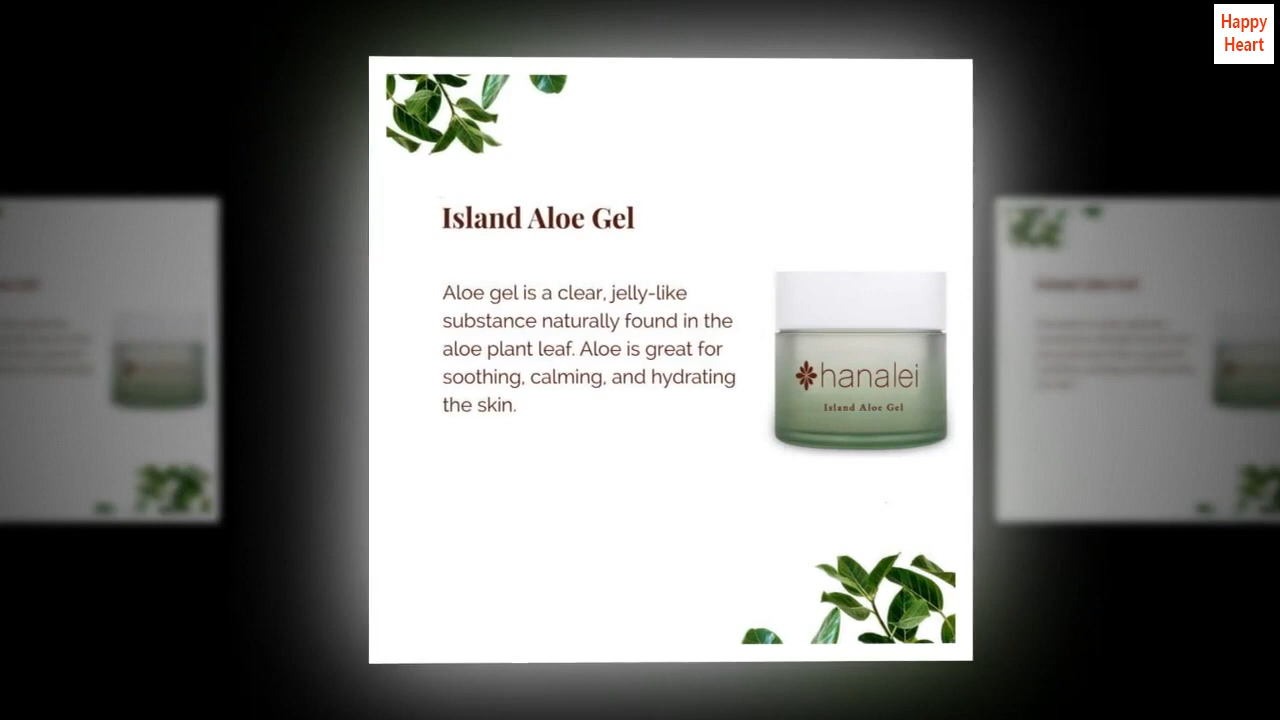 Happy
Heart
Island Aloe Gel
Aloe gel is a clear, jelly-like
substance naturally found in the
aloe plant leaf. Aloe is great for
soothing, calming, and hydrating
the skin.
hanalei
Island Aloe Gel